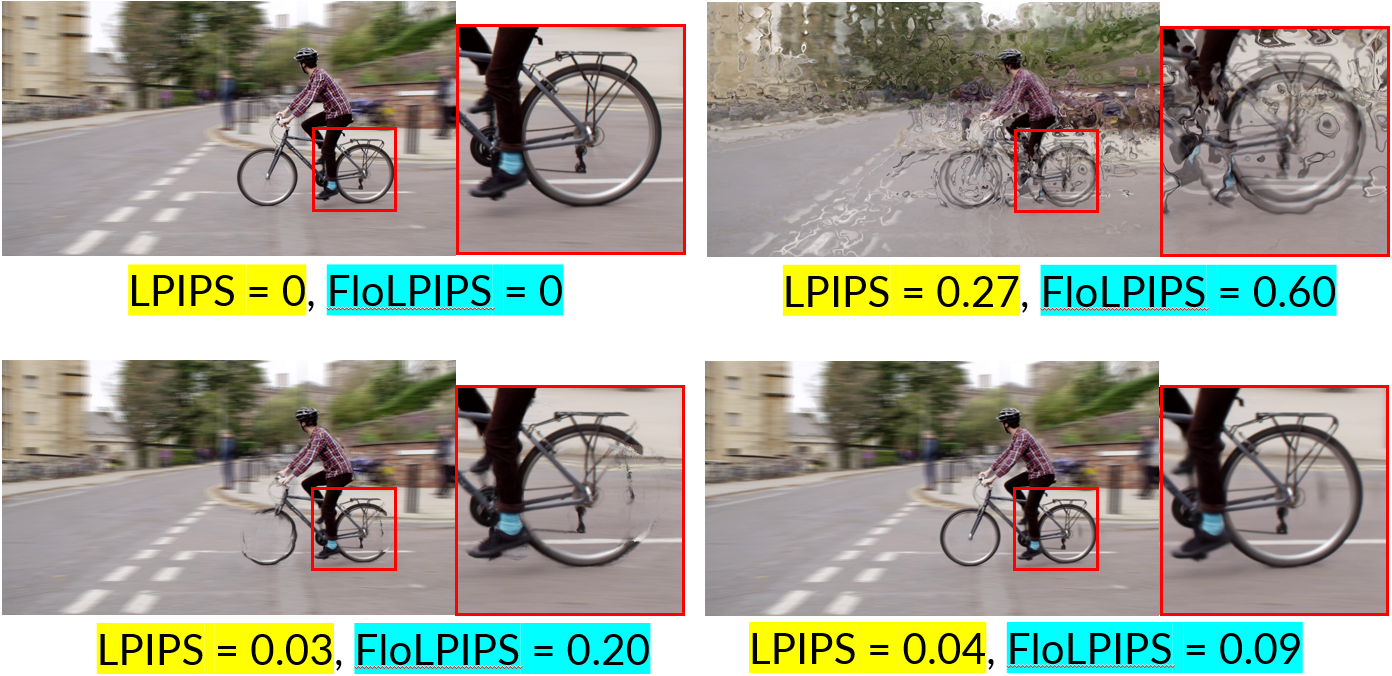 LPIPS = 0, FloLPIPS = 0
LPIPS = 0.27, FloLPIPS = 0.60
LPIPS = 0.03, FloLPIPS = 0.20
LPIPS = 0.04, FloLPIPS = 0.09